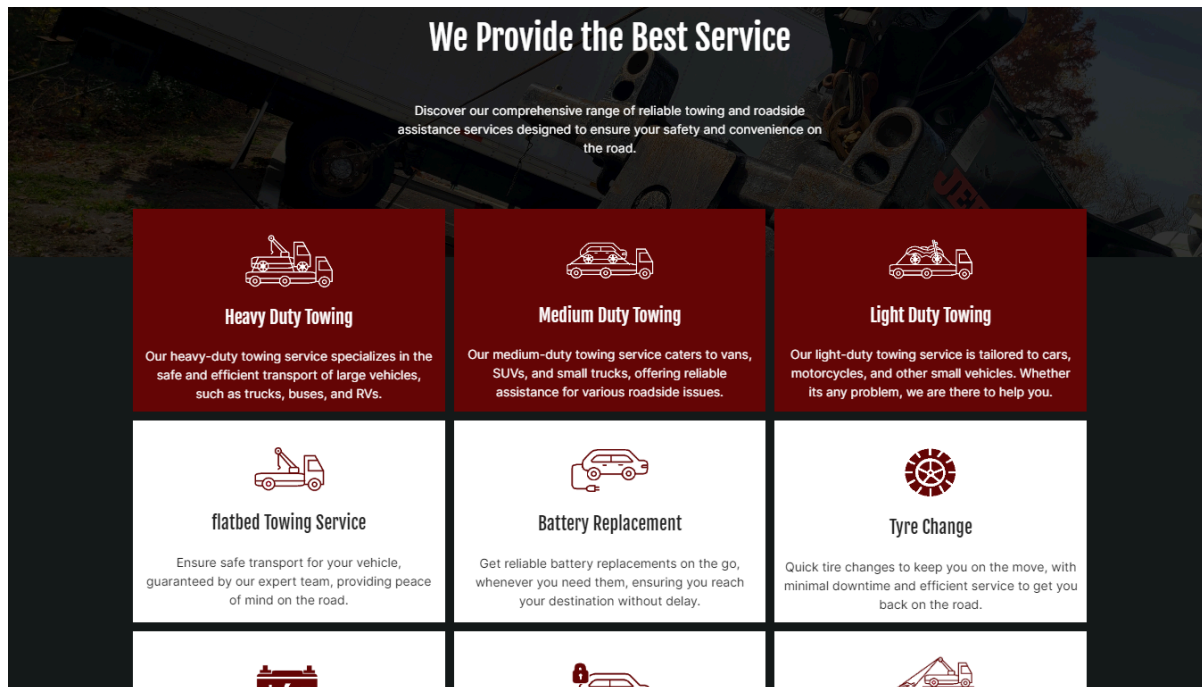 We Provide the Best Service
Discover our comprehensive range of reliable towing and roadside
assistance services designed to ensure your safety and convenience on
the road.
Heavy Duty Towing
Our heavy-duty towing service specializes in the
safe and efficient transport of large vehicles,
such as trucks, buses, and RVs.
Medium Duty Towing
Our medium-duty towing service caters to vans,
SUVs, and small trucks, offering reliable
assistance for various roadside issues.
Light Duty Towing
Our light-duty towing service is tailored to cars,
motorcycles, and other small vehicles. Whether
its any problem, we are there to help you.
flatbed Towing Service
Ensure safe transport for your vehicle,
guaranteed by our expert team, providing peace
of mind on the road.
Battery Replacement
Get reliable battery replacements on the go,
whenever you need them, ensuring you reach
your destination without delay.
Tyre Change
Quick tire changes to keep you on the move, with
minimal downtime and efficient service to get you
back on the road.